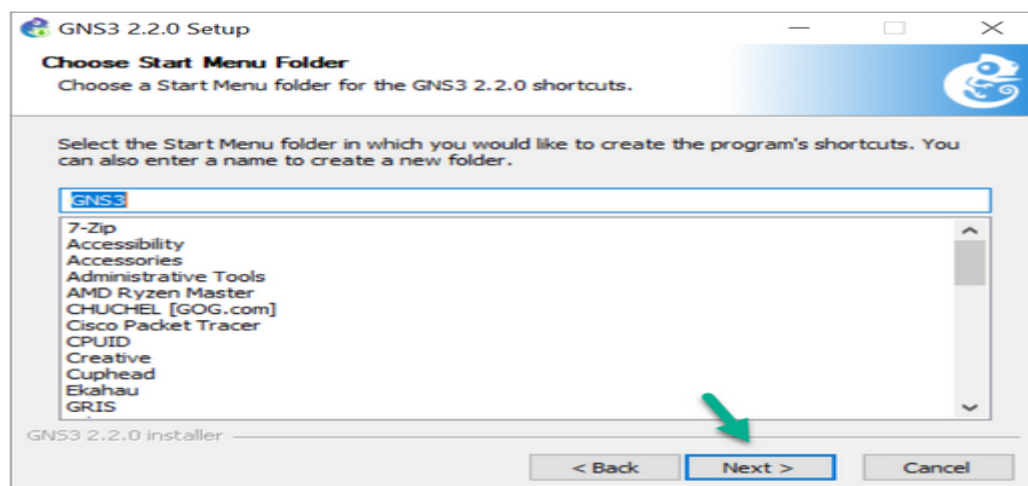 GNS3 2.2.0 Setup
Choose Start Menu Folder
Choose a Start Menu folder for the GNS3 2.2.0 shortcuts.
Select the Start Menu folder in which you would like to create the program's shortcuts. You
can also enter a name to create a new folder.
GNS3
7-Zip
Accessibility
Accessories
Administrative Tools
AMD Ryzen Master
CHUCHEL [GOG.com]
Cisco Packet Tracer
CPUID
Creative
Cuphead
Ekahau
GRIS
GNS3 2.2.0 installer
< Back Next > Cancel